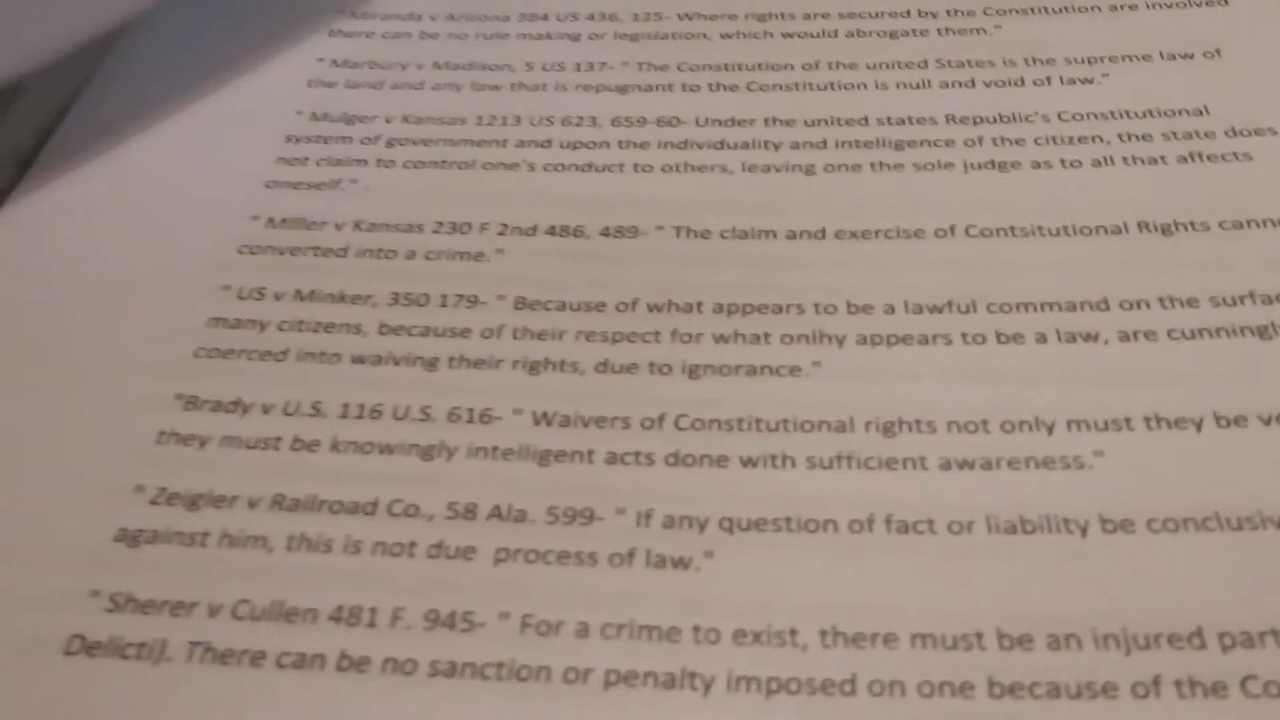 "Miranda v Arizona 384 US 436, 125- Where rights are secured by the Constitution are involved
there can be no rule making or legislation, which would abrogate them."
" Marbury v Madison, 5 US 137- " The Constitution of the united States is the supreme law of
the land and any law that is repugnant to the Constitution is null and void of law."
" Mulger v Kansas 1213 US 623, 659-60- Under the united states Republic's Constitutional
system of government and upon the individuality and intelligence of the citizen, the state does
not claim to control one's conduct to others, leaving one the sole judge as to all that affects
oneself." .
" Miller v Kansas 230 F 2nd 486, 489- " The claim and exercise of Contsitutional Rights cann
converted into a crime."
" US v Minker, 350 179- " Because of what appears to be a lawful command on the surfac
many citizens, because of their respect for what onlhy appears to be a law, are cunningl
coerced into waiving their rights, due to ignorance."
"Brady v U.S. 116 U.S. 616- " Waivers of Constitutional rights not only must they be v
they must be knowingly intelligent acts done with sufficient awareness."
" Zeigler v Railroad Co., 58 Ala. 599- " If any question of fact or liability be conclusiv
against him, this is not due process of law."
" Sherer v Cullen 481 F. 945- " For a crime to exist, there must be an injured part
Delicti). There can be no sanction or penalty imposed on one because of the Co